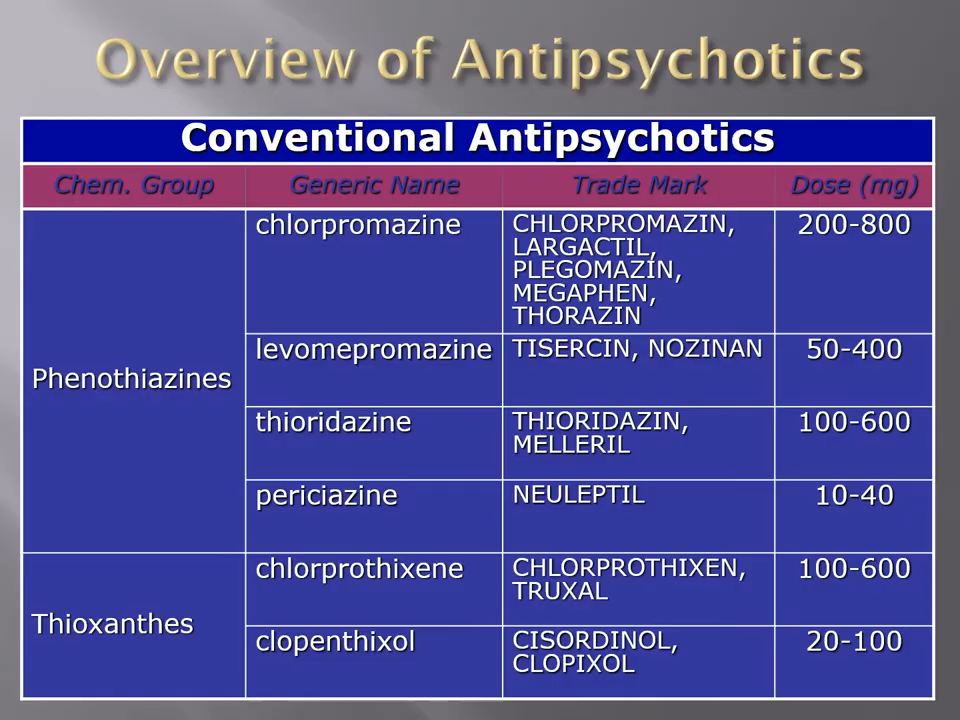 Overview of Antipsychotics
Conventional Antipsychotics
Chem. Group Generic Name Trade Mark Dose (mg)
Phenothiazines
chlorpromazine
CHLORPROMAZIN,
LARGACTIL,
PLEGOMAZIN,
MEGAPHEN,
THORAZIN
200-800
levomepromazine
TISERCIN, NOZINAN
50-400
thioridazine
THIORIDAZIN,
MELLERIL
100-600
periciazine
NEULEPTIL
10-40
Thioxanthes
chlorprothixene
CHLORPROTHIXEN,
TRUXAL
100-600
clopenthixol
CISORDINOL,
CLOPIXOL
20-100